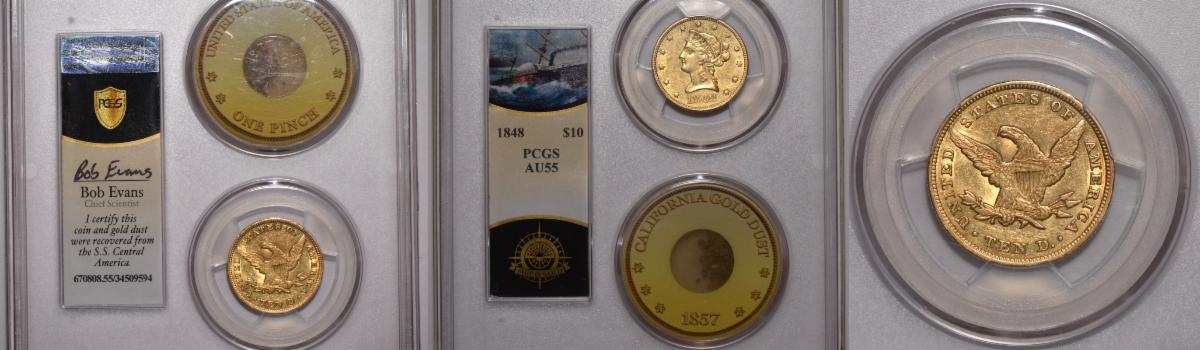 UNITED STATES OF AMERICA
ONE PINCH
PCGS
Bob Evans
Bob Evans
Chief Scientist
I certify this
coin and gold dust
were recovered from
the S.S. Central
America.
670808.55/34509594
1848 $10
PCGS
AU55
CALIFORNIA GOLD DUST
1857
UNITED STATES OF AMERICA
TEN D.